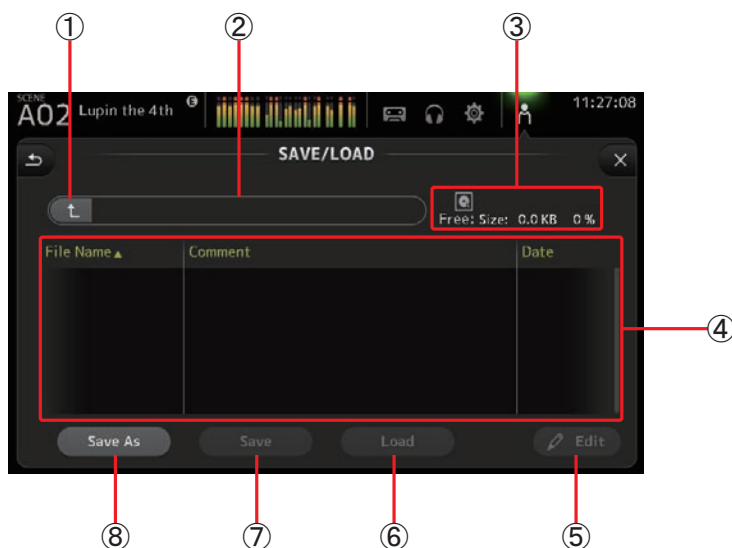 ① ② ③
SCENE
A02 Lupin the 4th E 11:27:08
SAVE/LOAD
Free: Size: 0.0 KB 0 %
File Name▲ Comment Date
④
Save As Save Load Edit
⑧ ⑦ ⑥ ⑤